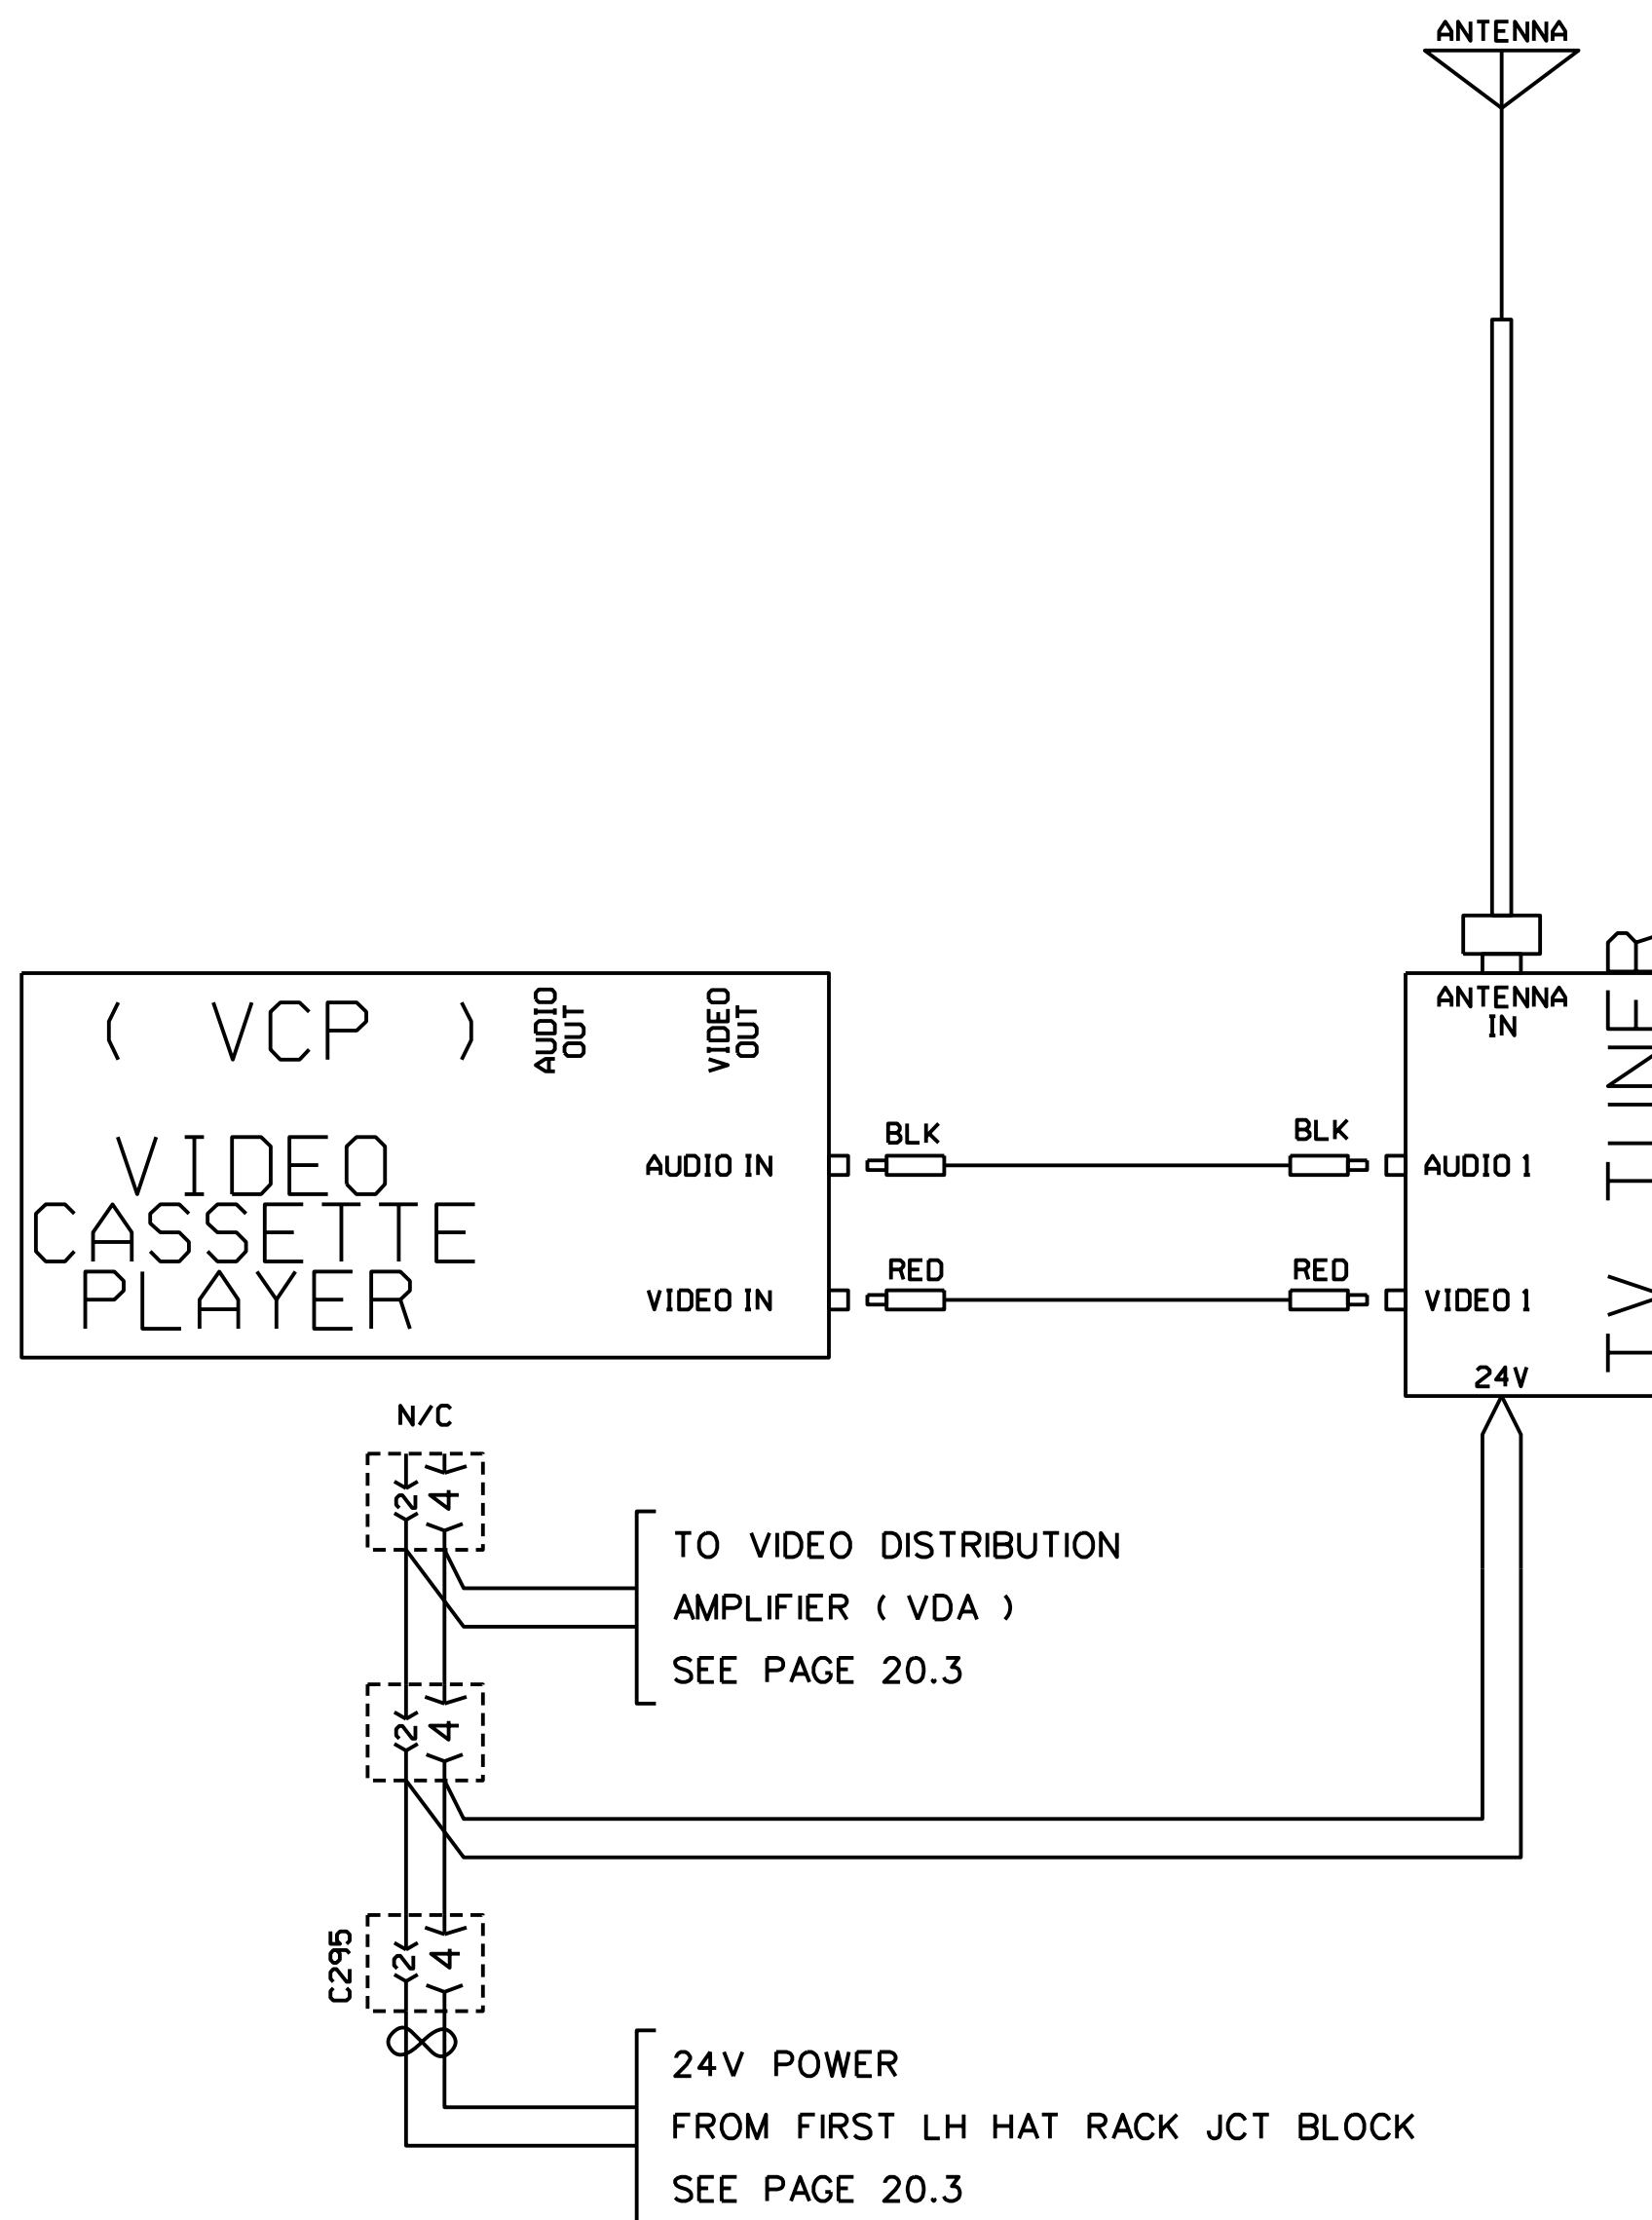 ANTENNA
( VCP )
AUDIO
OUT
VIDEO
OUT
VIDEO
CASSETTE
PLAYER
AUDIO IN
VIDEO IN
BLK
BLK
RED
RED
ANTENNA
IN
AUDIO 1
VIDEO 1
24V
TV
N/C
2 4
TO VIDEO DISTRIBUTION
AMPLIFIER ( VDA )
SEE PAGE 20.3
2 4
C295
2 4
24V POWER
FROM FIRST LH HAT RACK JCT BLOCK
SEE PAGE 20.3